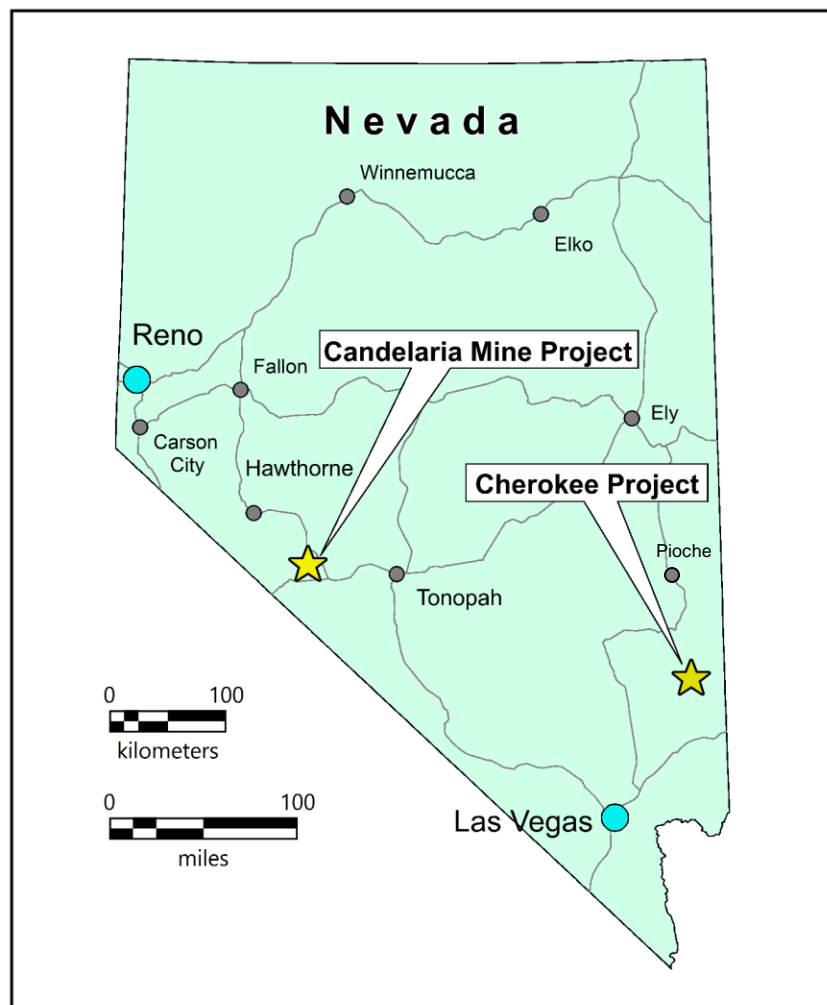 Nevada
Winnemucca
Elko
Reno
Candelaria Mine Project
Fallon
Ely
Carson
City
Hawthorne
Cherokee Project
Pioche
Tonopah
0 100
kilometers
0 100
miles
Las Vegas